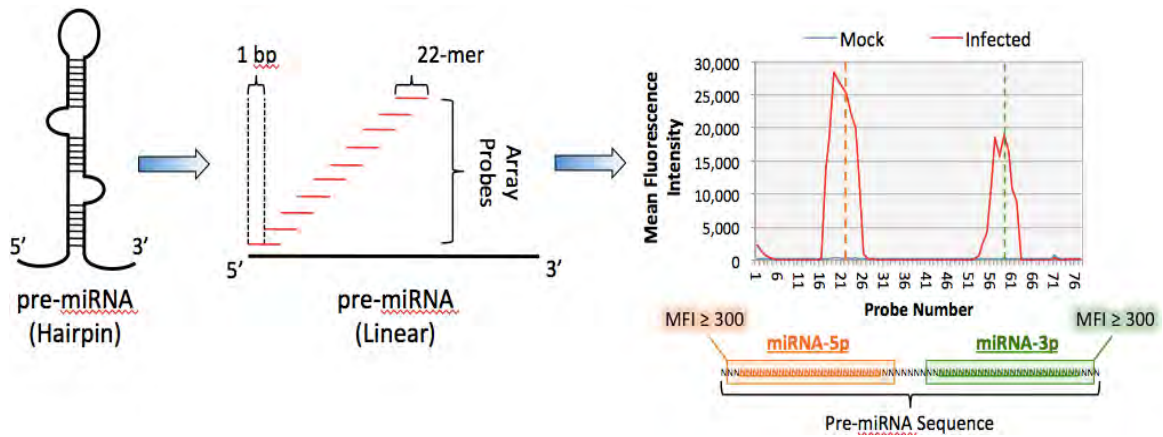 5’ 3’
pre-miRNA
(Hairpin)
1 bp
22-mer
Array
Probes
5’ 3’
pre-miRNA
(Linear)
Mock Infected
Mean Fluorescence
Intensity
30,000
25,000
20,000
15,000
10,000
5,000
0
1 6 11 16 21 26 31 36 41 46 51 56 61 66 71 76
Probe Number
MFI ≥ 300
MFI ≥ 300
miRNA-5p
miRNA-3p
Pre-miRNA Sequence